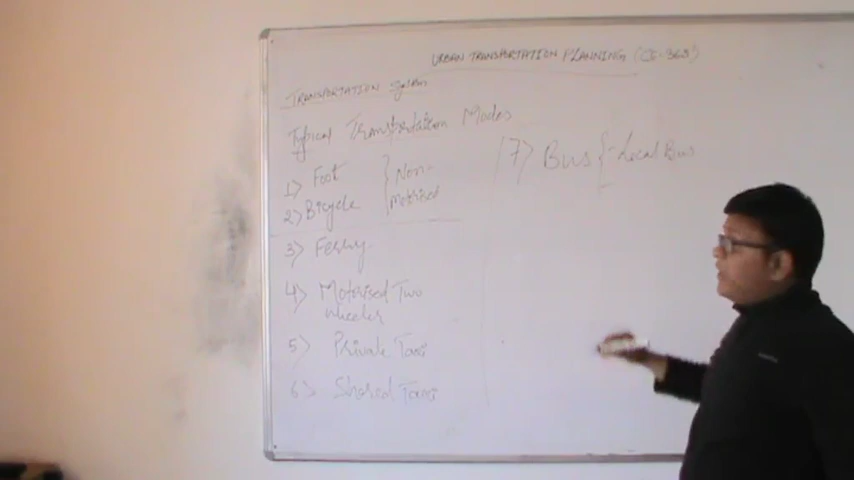 URBAN TRANSPORTATION PLANNING (CE-363)
TRANSPORTATION System
Typical Transportation Modes
1) Foot
2) Bicycle
Non-
Motorised
3) Ferry
4) Motorised Two
Wheeler
5) Private Taxi
6) Shared Taxi
7) Bus { - Local Bus